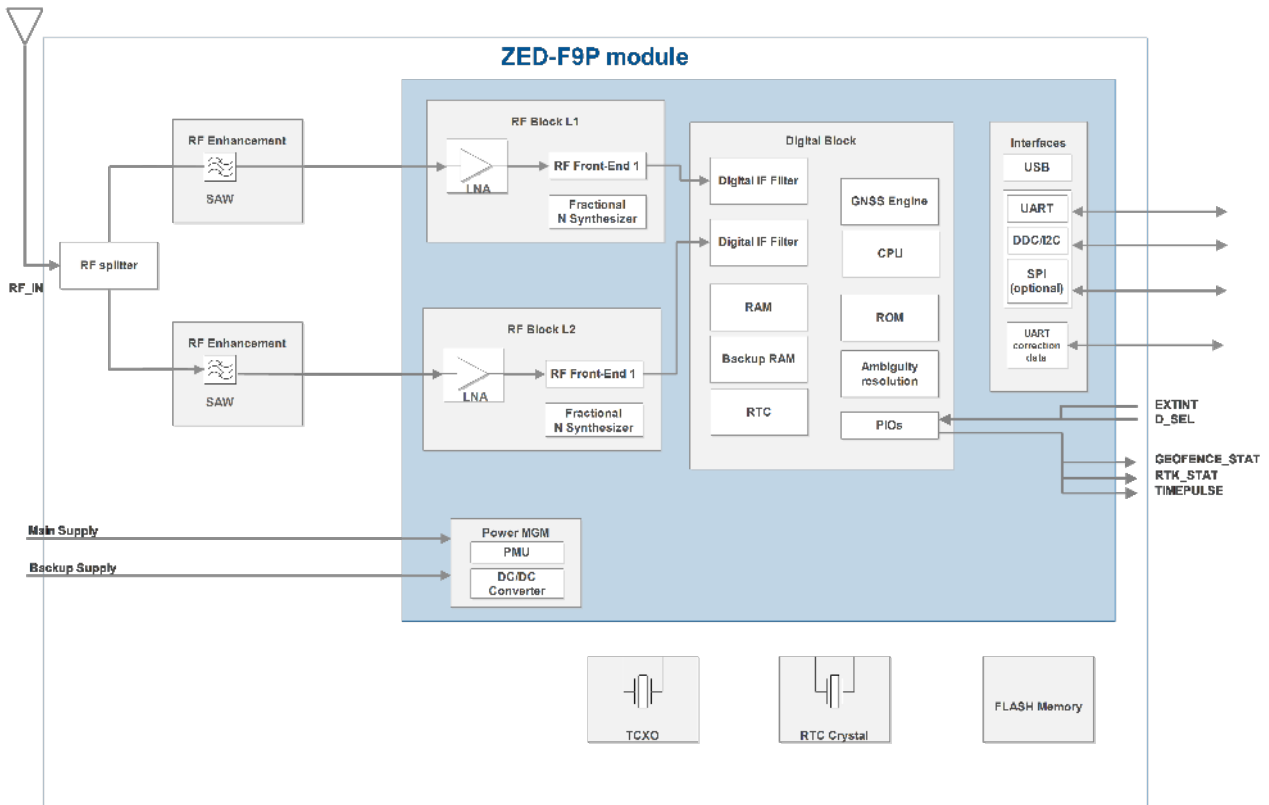 ZED-F9P module
RF_IN
RF splitter
RF Enhancement
SAW
RF Enhancement
SAW
RF Block L1
LNA
RF Front-End 1
Fractional
N Synthesizer
RF Block L2
LNA
RF Front-End 1
Fractional
N Synthesizer
Digital Block
Digital IF Filter
Digital IF Filter
RAM
Backup RAM
RTC
GNSS Engine
CPU
ROM
Ambiguity
resolution
PIOs
Interfaces
USB
UART
DDC/I2C
SPI
(optional)
UART
correction
data
EXTINT
D_SEL
GEOFENCE_STAT
RTK_STAT
TIMEPULSE
Main Supply
Backup Supply
Power MGM
PMU
DC/DC
Converter
TCXO
RTC Crystal
FLASH Memory